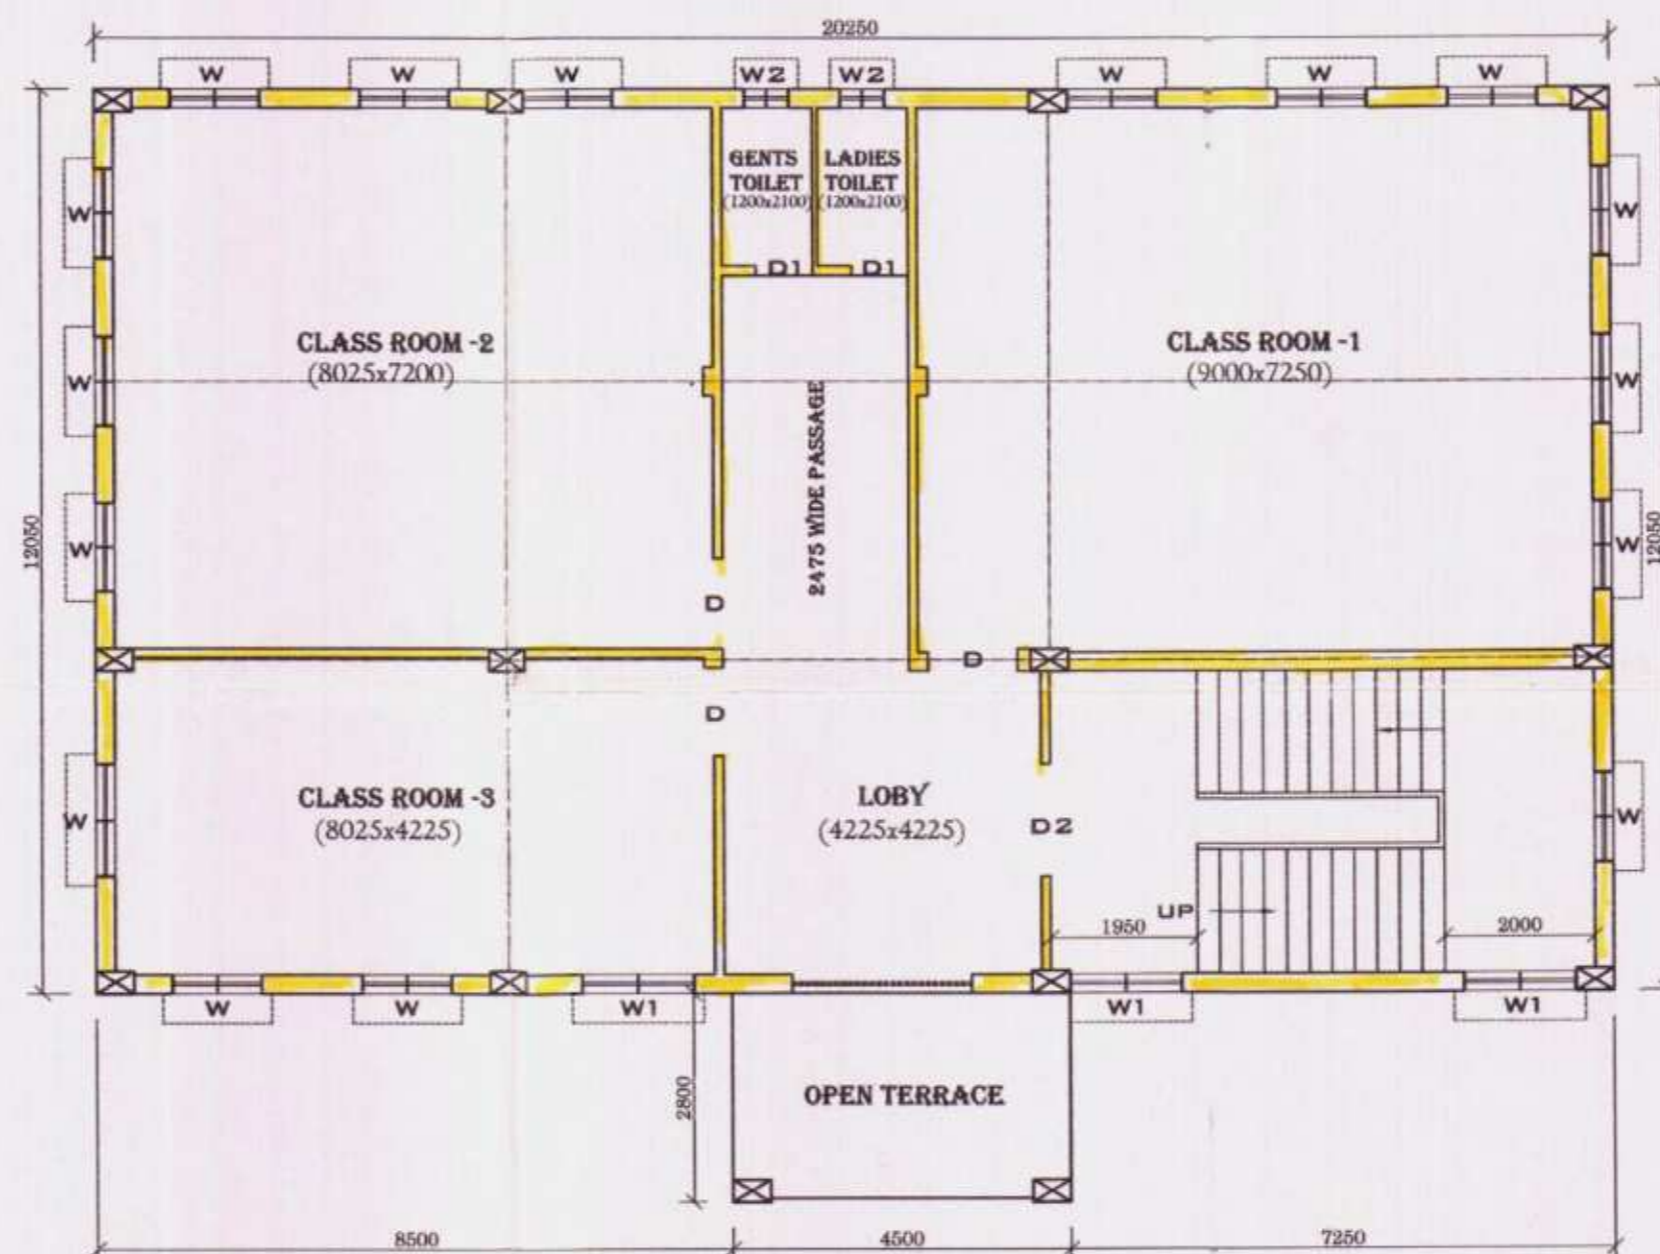 20250
W W W W2 W2 W W W
GENTS
TOILET
(1200x2100)
LADIES
TOILET
(1200x2100)
W W
D1 D1
CLASS ROOM -2
(8025x7200)
CLASS ROOM -1
(9000x7250)
W W
2475 WIDE PASSAGE
12050
W W
12050
D
D
D
CLASS ROOM -3
(8025x4225)
LOBY
(4225x4225)
W
D2
W
UP
1950
2000
W W W1 W1 W1
2800
OPEN TERRACE
8500 4500 7250